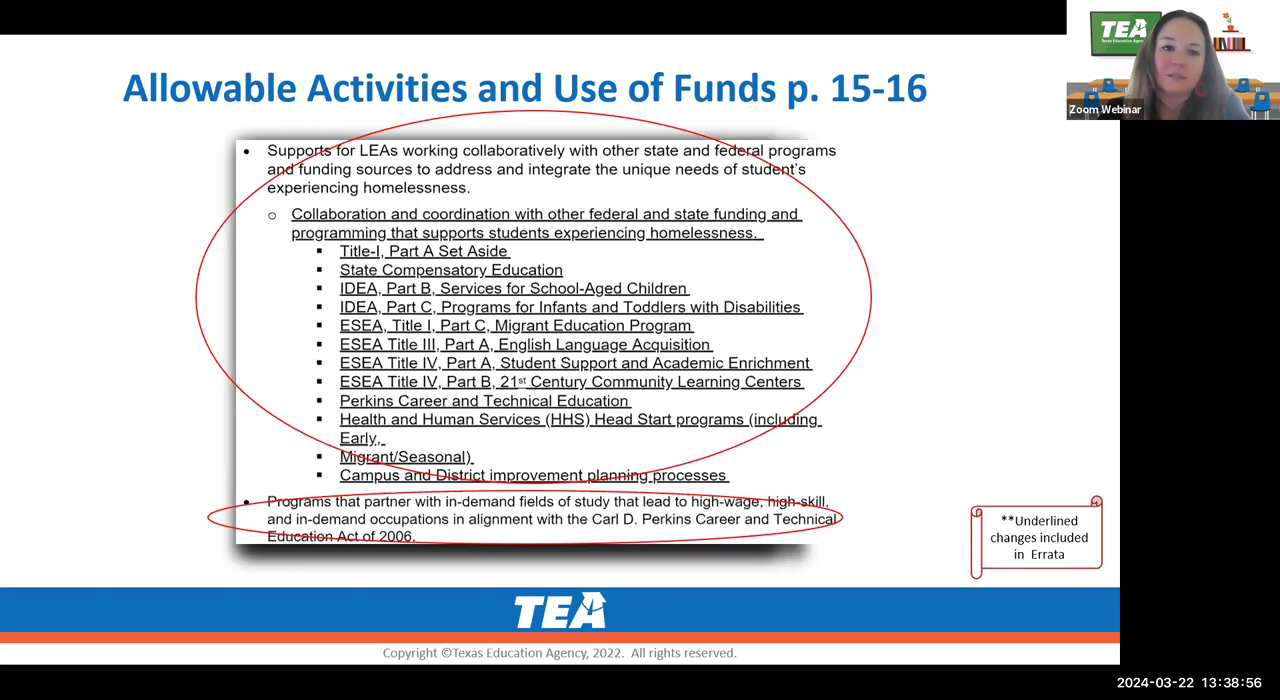 TEA
Texas Education Agency
Zoom Webinar
Allowable Activities and Use of Funds p. 15-16
• Supports for LEAs working collaboratively with other state and federal programs
and funding sources to address and integrate the unique needs of student's
experiencing homelessness.
o Collaboration and coordination with other federal and state funding and
programming that supports students experiencing homelessness.
▪ Title-I, Part A Set Aside
▪ State Compensatory Education
▪ IDEA, Part B, Services for School-Aged Children
▪ IDEA, Part C, Programs for Infants and Toddlers with Disabilities
▪ ESEA, Title I, Part C, Migrant Education Program
▪ ESEA Title III, Part A, English Language Acquisition
▪ ESEA Title IV, Part A, Student Support and Academic Enrichment
▪ ESEA Title IV, Part B, 21st Century Community Learning Centers
▪ Perkins Career and Technical Education
▪ Health and Human Services (HHS) Head Start programs (including
Early,
▪ Migrant/Seasonal)
▪ Campus and District improvement planning processes
• Programs that partner with in-demand fields of study that lead to high-wage, high-skill,
and in-demand occupations in alignment with the Carl D. Perkins Career and Technical
Education Act of 2006.
**Underlined
changes included
in Errata
TEA
Copyright ©Texas Education Agency, 2022. All rights reserved.
2024-03-22 13:38:56